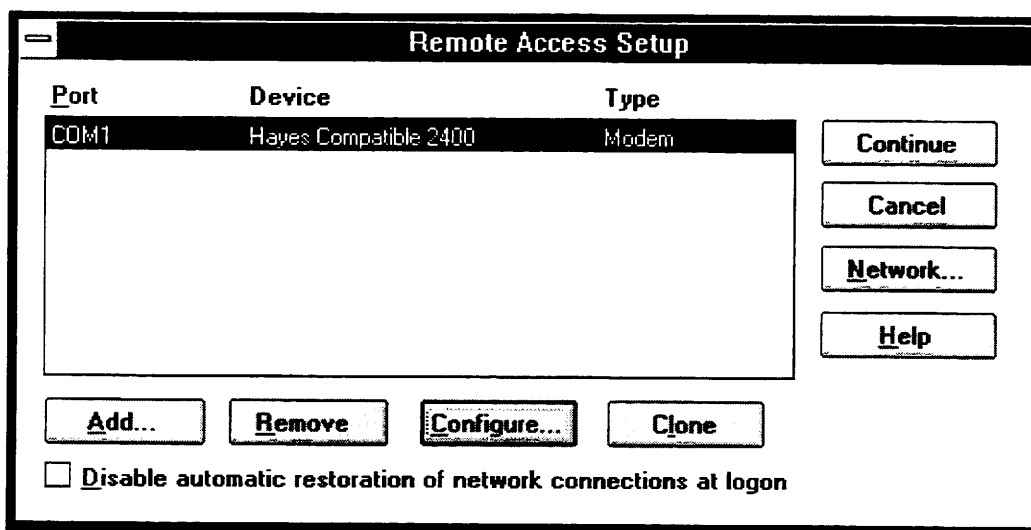 Remote Access Setup
Port Device Type
COM1 Hayes Compatible 2400 Modem
Continue
Cancel
Network...
Help
Add... Remove Configure... Clone
Disable automatic restoration of network connections at logon